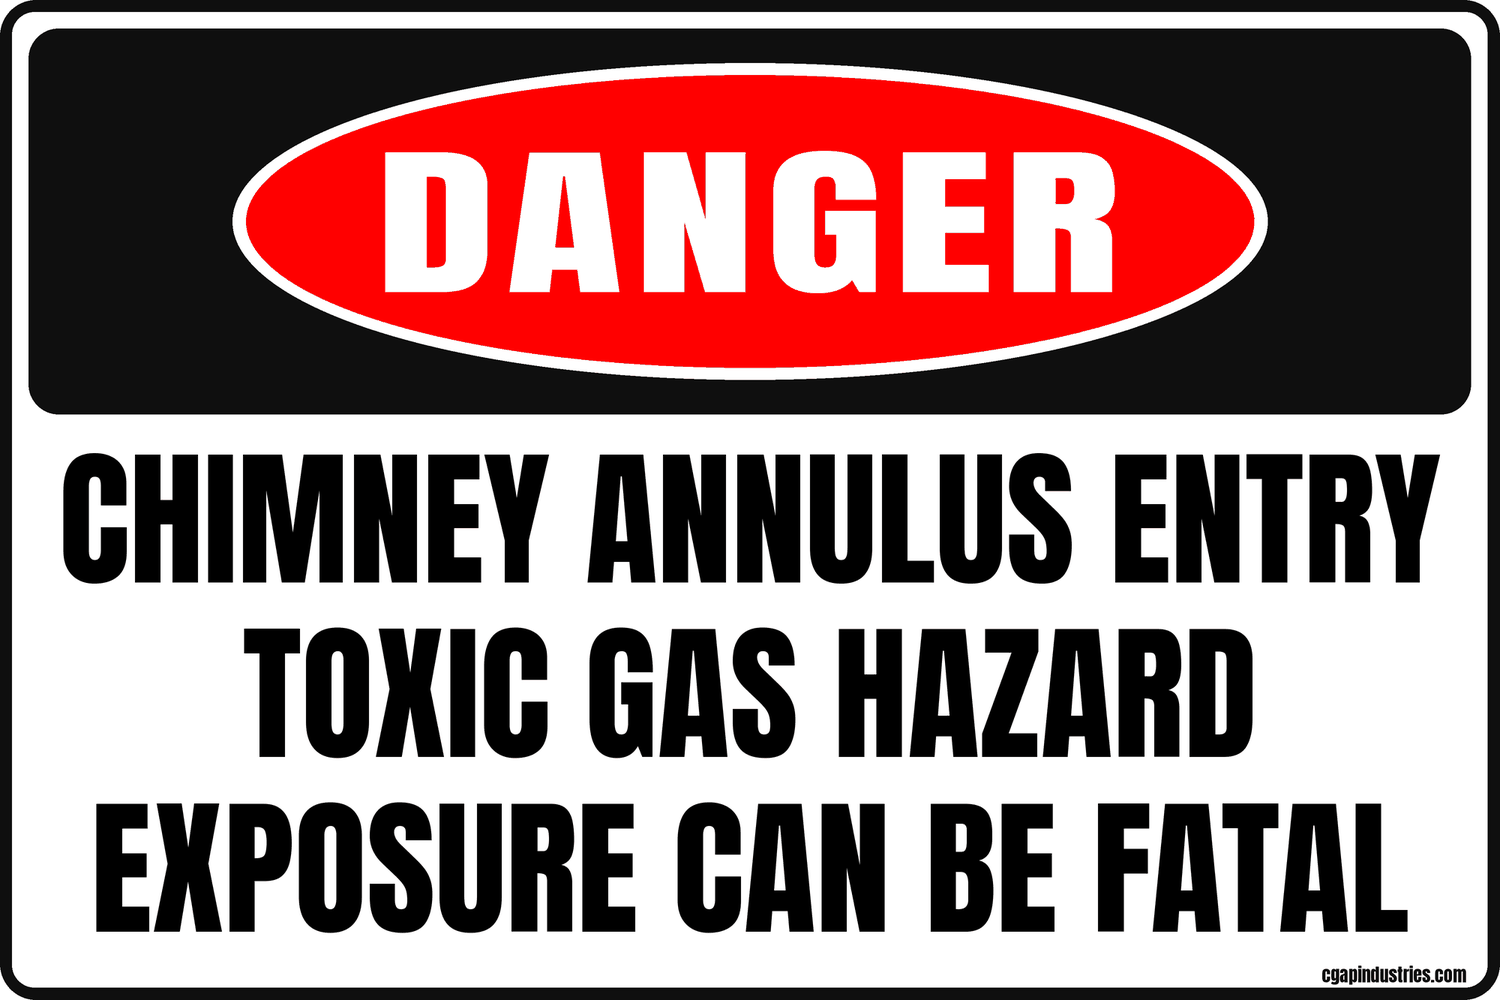 DANGER
CHIMNEY ANNULUS ENTRY
TOXIC GAS HAZARD
EXPOSURE CAN BE FATAL
cgapindustries.com